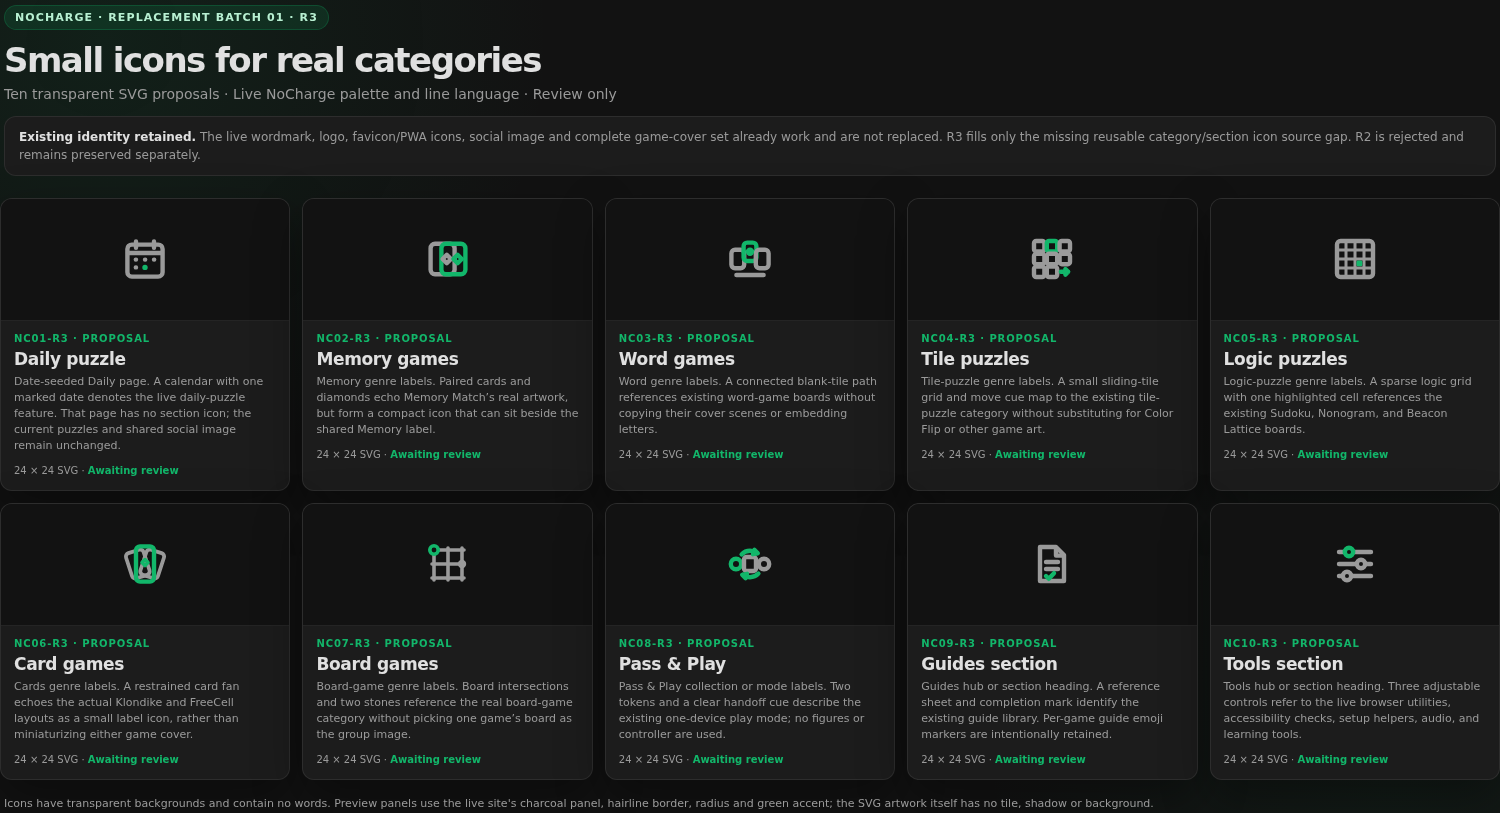 NOCHARGE · REPLACEMENT BATCH 01 · R3
Small icons for real categories
Ten transparent SVG proposals · Live NoCharge palette and line language · Review only
Existing identity retained. The live wordmark, logo, favicon/PWA icons, social image and complete game-cover set already work and are not replaced. R3 fills only the missing reusable category/section icon source gap. R2 is rejected and
remains preserved separately.
NC01-R3 · PROPOSAL
Daily puzzle
Date-seeded Daily page. A calendar with one
marked date denotes the live daily-puzzle
feature. That page has no section icon; the
current puzzles and shared social image
remain unchanged.
24 × 24 SVG · Awaiting review
NC02-R3 · PROPOSAL
Memory games
Memory genre labels. Paired cards and
diamonds echo Memory Match's real artwork,
but form a compact icon that can sit beside the
shared Memory label.
24 × 24 SVG · Awaiting review
NC03-R3 · PROPOSAL
Word games
Word genre labels. A connected blank-tile path
references existing word-game boards without
copying their cover scenes or embedding
letters.
24 × 24 SVG · Awaiting review
NC04-R3 · PROPOSAL
Tile puzzles
Tile-puzzle genre labels. A small sliding-tile
grid and move cue map to the existing tile-
puzzle category without substituting for Color
Flip or other game art.
24 × 24 SVG · Awaiting review
NC05-R3 · PROPOSAL
Logic puzzles
Logic-puzzle genre labels. A sparse logic grid
with one highlighted cell references the
existing Sudoku, Nonogram, and Beacon
Lattice boards.
24 × 24 SVG · Awaiting review
NC06-R3 · PROPOSAL
Card games
Cards genre labels. A restrained card fan
echoes the actual Klondike and FreeCell
layouts as a small label icon, rather than
miniaturizing either game cover.
24 × 24 SVG · Awaiting review
NC07-R3 · PROPOSAL
Board games
Board-game genre labels. Board intersections
and two stones reference the real board-game
category without picking one game's board as
the group image.
24 × 24 SVG · Awaiting review
NC08-R3 · PROPOSAL
Pass & Play
Pass & Play collection or mode labels. Two
tokens and a clear handoff cue describe the
existing one-device play mode; no figures or
controller are used.
24 × 24 SVG · Awaiting review
NC09-R3 · PROPOSAL
Guides section
Guides hub or section heading. A reference
sheet and completion mark identify the
existing guide library. Per-game guide emoji
markers are intentionally retained.
24 × 24 SVG · Awaiting review
NC10-R3 · PROPOSAL
Tools section
Tools hub or section heading. Three adjustable
controls refer to the live browser utilities,
accessibility checks, setup helpers, audio, and
learning tools.
24 × 24 SVG · Awaiting review
Icons have transparent backgrounds and contain no words. Preview panels use the live site's charcoal panel, hairline border, radius and green accent; the SVG artwork itself has no tile, shadow or background.